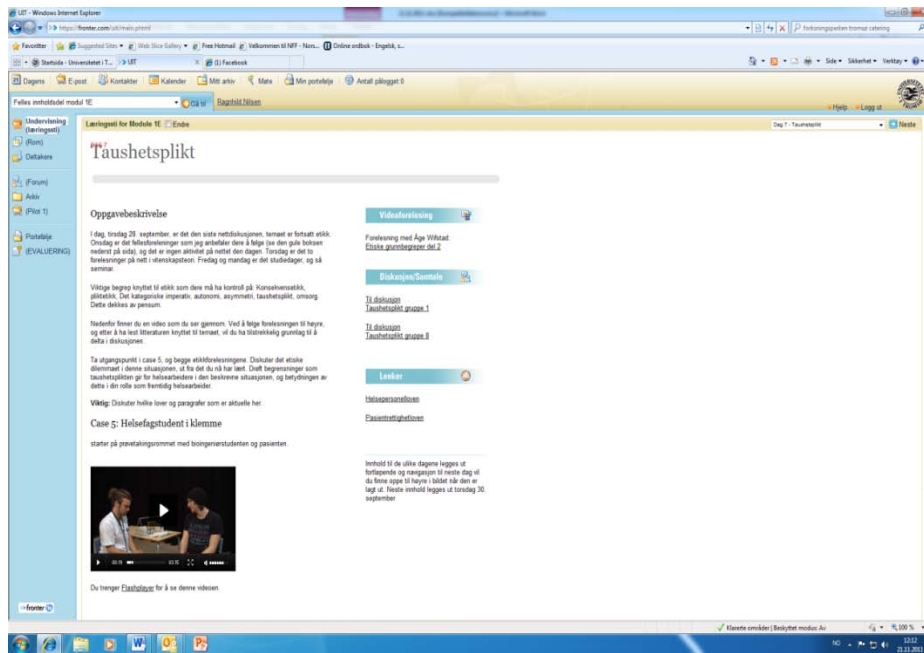 UIT - Windows Internet Explorer
https://fronter.com/uit/main.phtml
forskningsparken tromsø catering
Favoritter Suggested Sites Web Slice Gallery Free Hotmail Velkommen til NFF - Nors... Online ordbok - Engelsk, s...
Startside - Universitetet i T... UIT (1) Facebook
Side Sikkerhet Verktøy
Dagens E-post Kontakter Kalender Mitt arkiv Møte Min portefølje Antall pålogget: 0
Felles innholdsdel modul 1E Gå til Ragnhild Nilsen
Hjelp Logg ut
Undervisning (læringssti)
(Rom)
Deltakere
(Forum)
Arkiv
(Pilot 1)
Portefølje
(EVALUERING)
Læringssti for Module 1E Endre
Dag 7 - Taushetsplikt Neste
DAG 7
Taushetsplikt
Oppgavebeskrivelse
I dag, tirsdag 28. september, er det den siste nettdiskusjonen, temaet er fortsatt etikk.
Onsdag er det fellesforelesninger som jeg anbefaler dere å følge (se den gule boksen
nederst på sida), og det er ingen aktivitet på nettet den dagen. Torsdag er det to
forelesninger på nett i vitenskapsteori. Fredag og mandag er det studiedager, og så
seminar.
Viktige begrep knyttet til etikk som dere må ha kontroll på: Konsekvensetikk,
pliktetikk, Det kategoriske imperativ, autonomi, asymmetri, taushetsplikt, omsorg.
Dette dekkes av pensum.
Nedenfor finner du en video som du ser gjennom. Ved å følge forelesningen til høyre,
og etter å ha lest litteraturen knyttet til temaet, vil du ha tilstrekkelig grunnlag til å
delta i diskusjonen.
Ta utgangspunkt i case 5, og begge etikkforelesningene. Diskuter det etiske
dilemmaet i denne situasjonen, ut fra det du nå har lært. Drøft begrensninger som
taushetsplikten gir for helsearbeidere i den beskrevne situasjonen, og betydningen av
dette i din rolle som fremtidig helsearbeider.
Viktig: Diskuter hvilke lover og paragrafer som er aktuelle her.
Case 5: Helsefagstudent i klemme
starter på prøvetakingsrommet med bioingeniørstudenten og pasienten.
Du trenger Flashplayer for å se denne videoen.
Videoforelesing
Forelesning med Åge Wifstad:
Etiske grunnbegreper del 2
Diskusjon/Samtale
Til diskusjon
Taushetsplikt gruppe 1
Til diskusjon
Taushetsplikt gruppe 8
Lenker
Helsepersonelloven
Pasientrettighetloven
Innhold til de ulike dagene legges ut
fortløpende og navigasjon til neste dag vil
du finne oppe til høyre i bildet når den er
lagt ut. Neste innhold legges ut torsdag 30.
september
fronter
Klarerte områder | Beskyttet modus: Av 100 %
NO 12:12